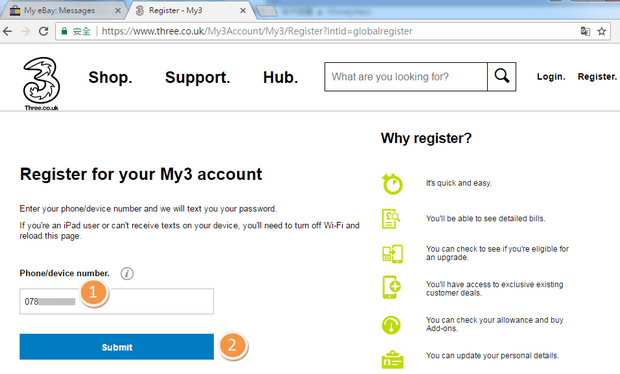 My eBay: Messages
Register - My3
安全
https://www.three.co.uk/My3Account/My3/Register?intid=globalregister
Three.co.uk
Shop.
Support.
Hub.
What are you looking for?
Login.
Register.
Why register?
Register for your My3 account
It's quick and easy.
Enter your phone/device number and we will text you your password.
You'll be able to see detailed bills.
If you're an iPad user or can't receive texts on your device, you'll need to turn off Wi-Fi and
reload this page.
You can check to see if you're eligible for
an upgrade.
Phone/device number.
You'll have access to exclusive existing
customer deals.
078
1
You can check your allowance and buy
Add-ons.
Submit
2
You can update your personal details.